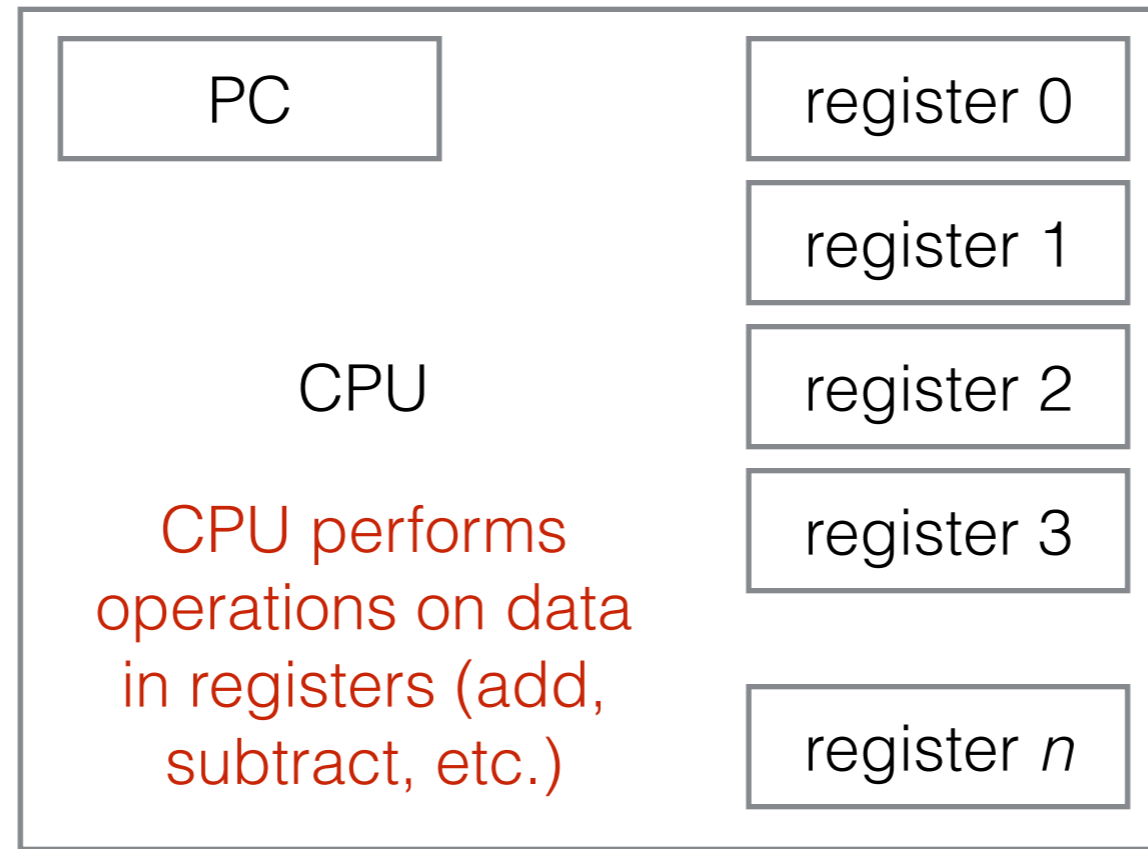 PC
register 0
register 1
CPU
register 2
CPU performs
operations on data
in registers (add,
subtract, etc.)
register 3
register n